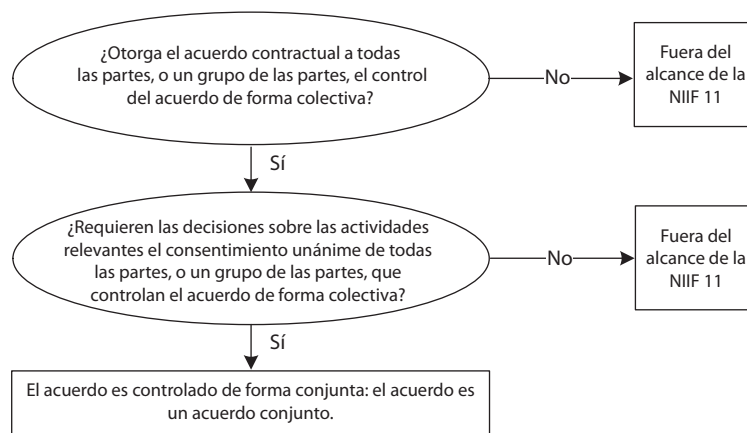 ¿Otorga el acuerdo contractual a todas
las partes, o un grupo de las partes, el control
del acuerdo de forma colectiva?
No
Fuera del
alcance de la
NIIF 11
Sí
¿Requieren las decisiones sobre las actividades
relevantes el consentimiento unánime de todas
las partes, o un grupo de las partes, que
controlan el acuerdo de forma colectiva?
No
Fuera del
alcance de la
NIIF 11
Sí
El acuerdo es controlado de forma conjunta: el acuerdo es
un acuerdo conjunto.